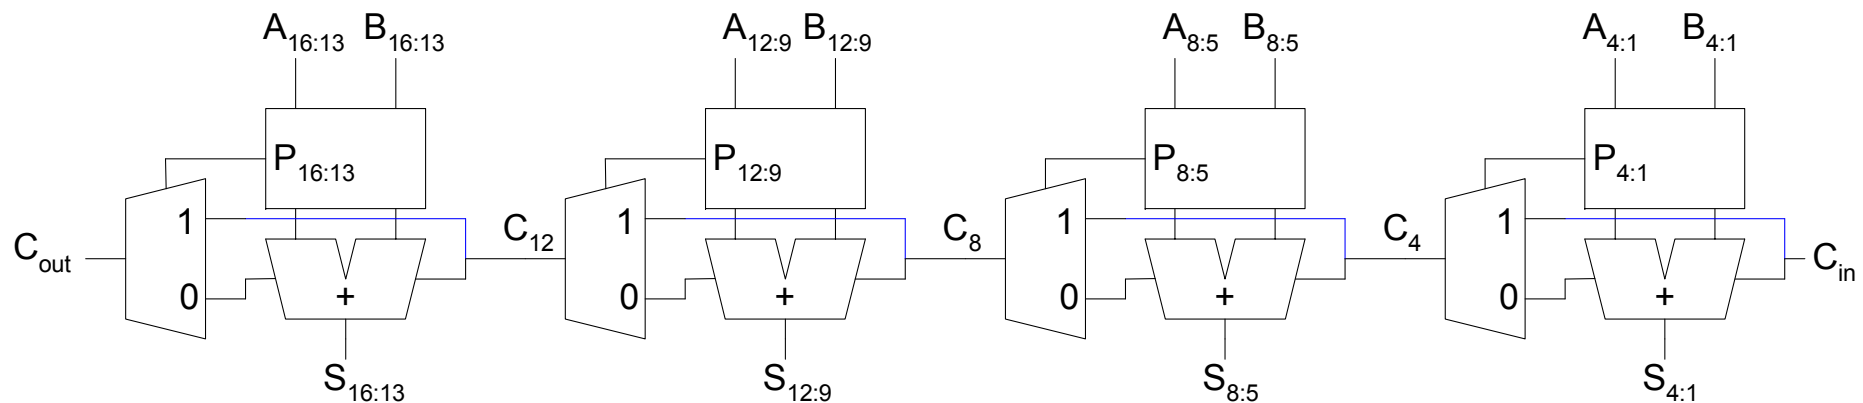 A16:13 B16:13 A12:9 B12:9 A8:5 B8:5 A4:1 B4:1
P16:13 P12:9 P8:5 P4:1
1 1 1 1
Cout C12 C8 C4 Cin
0 + 0 + 0 + 0 +
S16:13 S12:9 S8:5 S4:1